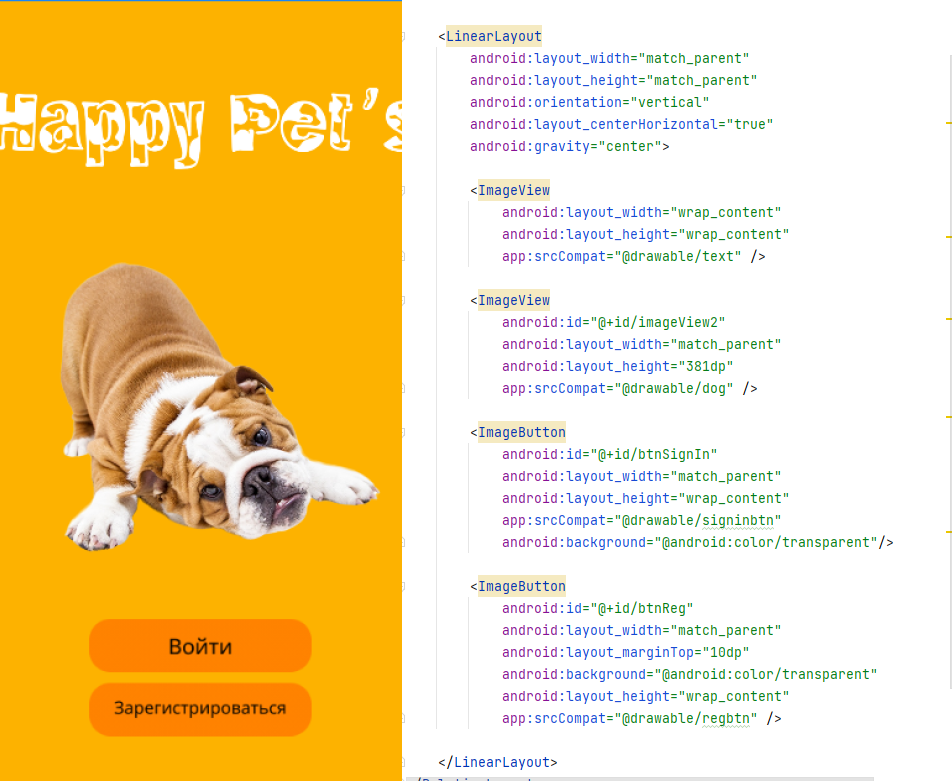 Happy Pet's
Войти
Зарегистрироваться
<LinearLayout
android:layout_width="match_parent"
android:layout_height="match_parent"
android:orientation="vertical"
android:layout_centerHorizontal="true"
android:gravity="center">
<ImageView
android:layout_width="wrap_content"
android:layout_height="wrap_content"
app:srcCompat="@drawable/text" />
<ImageView
android:id="@+id/imageView2"
android:layout_width="match_parent"
android:layout_height="381dp"
app:srcCompat="@drawable/dog" />
<ImageButton
android:id="@+id/btnSignIn"
android:layout_width="match_parent"
android:layout_height="wrap_content"
app:srcCompat="@drawable/signinbtn"
android:background="@android:color/transparent"/>
<ImageButton
android:id="@+id/btnReg"
android:layout_width="match_parent"
android:layout_marginTop="10dp"
android:background="@android:color/transparent"
android:layout_height="wrap_content"
app:srcCompat="@drawable/regbtn" />
</LinearLayout>